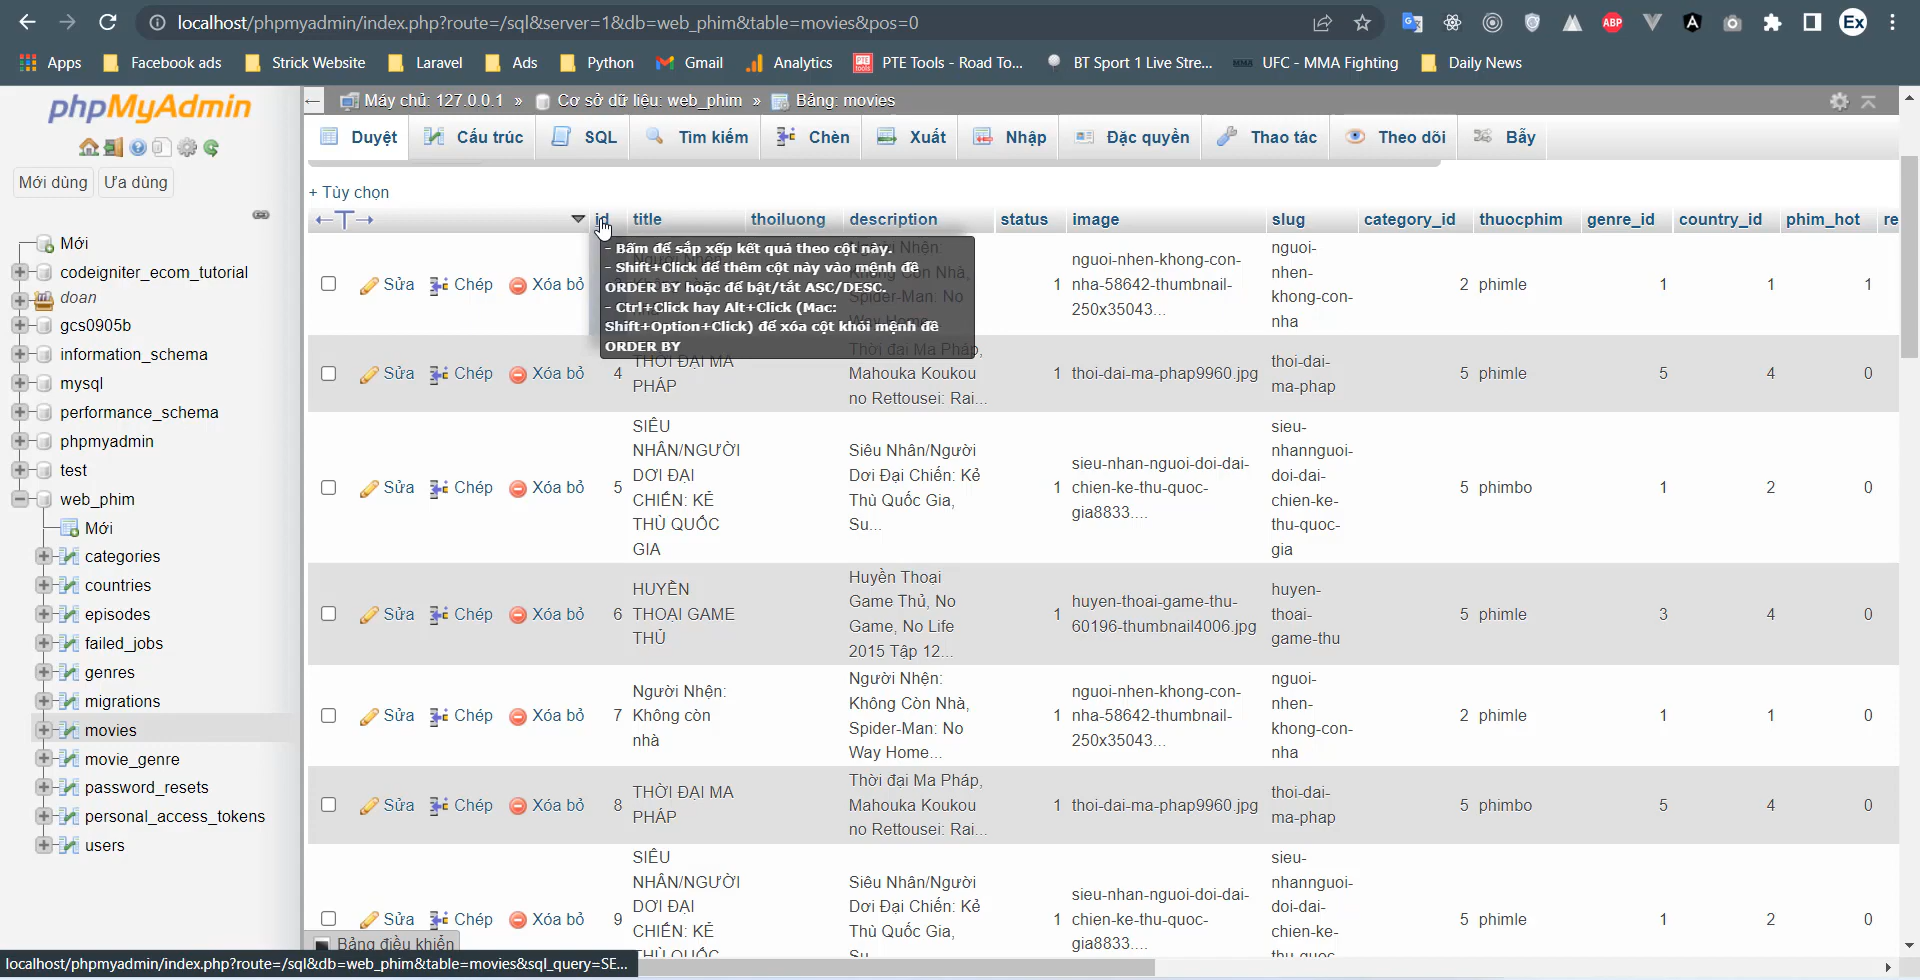 localhost/phpmyadmin/index.php?route=/sql&server=1&db=web_phim&table=movies&pos=0
ABP
Ex
Apps
Facebook ads
Strick Website
Laravel
Ads
Python
Gmail
Analytics
PTE Tools - Road To...
BT Sport 1 Live Stre...
UFC - MMA Fighting
Daily News
phpMyAdmin
Mới dùng
Ưa dùng
Mới
codeigniter_ecom_tutorial
doan
gcs0905b
information_schema
mysql
performance_schema
phpmyadmin
test
web_phim
Mới
categories
countries
episodes
failed_jobs
genres
migrations
movies
movie_genre
password_resets
personal_access_tokens
users
Máy chủ: 127.0.0.1 » Cơ sở dữ liệu: web_phim » Bảng: movies
Duyệt
Cấu trúc
SQL
Tìm kiếm
Chèn
Xuất
Nhập
Đặc quyền
Thao tác
Theo dõi
Bẫy
+ Tùy chọn
←T→
id
title
thoiluong
description
status
image
slug
category_id
thuocphim
genre_id
country_id
phim_hot
re
- Bấm để sắp xếp kết quả theo cột này.
- Shift+Click để thêm cột này vào mệnh đề
ORDER BY hoặc để bật/tắt ASC/DESC.
- Ctrl+Click hay Alt+Click (Mac:
Shift+Option+Click) để xóa cột khỏi mệnh đề
ORDER BY
Sửa
Chép
Xóa bỏ
1
nguoi-nhen-khong-con-
nha-58642-thumbnail-
250x35043...
nguoi-
nhen-
khong-con-
nha
2
phimle
1
1
1
Sửa
Chép
Xóa bỏ
4
THỜI ĐẠI MA
PHÁP
Thời đại Ma Pháp,
Mahouka Koukou
no Rettousei: Rai...
1
thoi-dai-ma-phap9960.jpg
thoi-dai-
ma-phap
5
phimle
5
4
0
Sửa
Chép
Xóa bỏ
5
SIÊU
NHÂN/NGƯỜI
DƠI ĐẠI
CHIẾN: KẺ
THÙ QUỐC
GIA
Siêu Nhân/Người
Dơi Đại Chiến: Kẻ
Thù Quốc Gia,
Su...
1
sieu-nhan-nguoi-doi-dai-
chien-ke-thu-quoc-
gia8833....
sieu-
nhannguoi-
doi-dai-
chien-ke-
thu-quoc-
gia
5
phimbo
1
2
0
Sửa
Chép
Xóa bỏ
6
HUYỀN
THOẠI GAME
THỦ
Huyền Thoại
Game Thủ, No
Game, No Life
2015 Tập 12...
1
huyen-thoai-game-thu-
60196-thumbnail4006.jpg
huyen-
thoai-
game-thu
5
phimle
3
4
0
Sửa
Chép
Xóa bỏ
7
Người Nhện:
Không còn
nhà
Người Nhện:
Không Còn Nhà,
Spider-Man: No
Way Home...
1
nguoi-nhen-khong-con-
nha-58642-thumbnail-
250x35043...
nguoi-
nhen-
khong-con-
nha
2
phimle
1
1
0
Sửa
Chép
Xóa bỏ
8
THỜI ĐẠI MA
PHÁP
Thời đại Ma Pháp,
Mahouka Koukou
no Rettousei: Rai...
1
thoi-dai-ma-phap9960.jpg
thoi-dai-
ma-phap
5
phimbo
5
4
0
Sửa
Chép
Xóa bỏ
9
SIÊU
NHÂN/NGƯỜI
DƠI ĐẠI
CHIẾN: KẺ
THÙ QUỐC
Siêu Nhân/Người
Dơi Đại Chiến: Kẻ
Thù Quốc Gia,
Su...
1
sieu-nhan-nguoi-doi-dai-
chien-ke-thu-quoc-
gia8833....
sieu-
nhannguoi-
doi-dai-
chien-ke-
thu-quoc-
5
phimle
1
2
0
Bảng điều khiển
localhost/phpmyadmin/index.php?route=/sql&db=web_phim&table=movies&sql_query=SE...